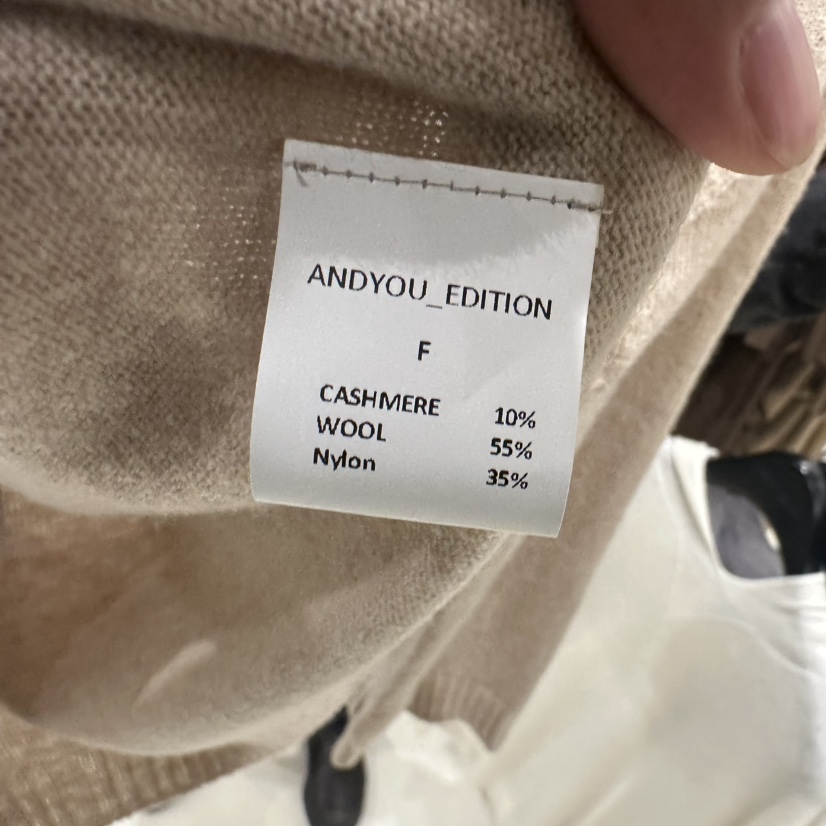 ANDYOU_EDITION
F
CASHMERE 10%
WOOL 55%
Nylon 35%